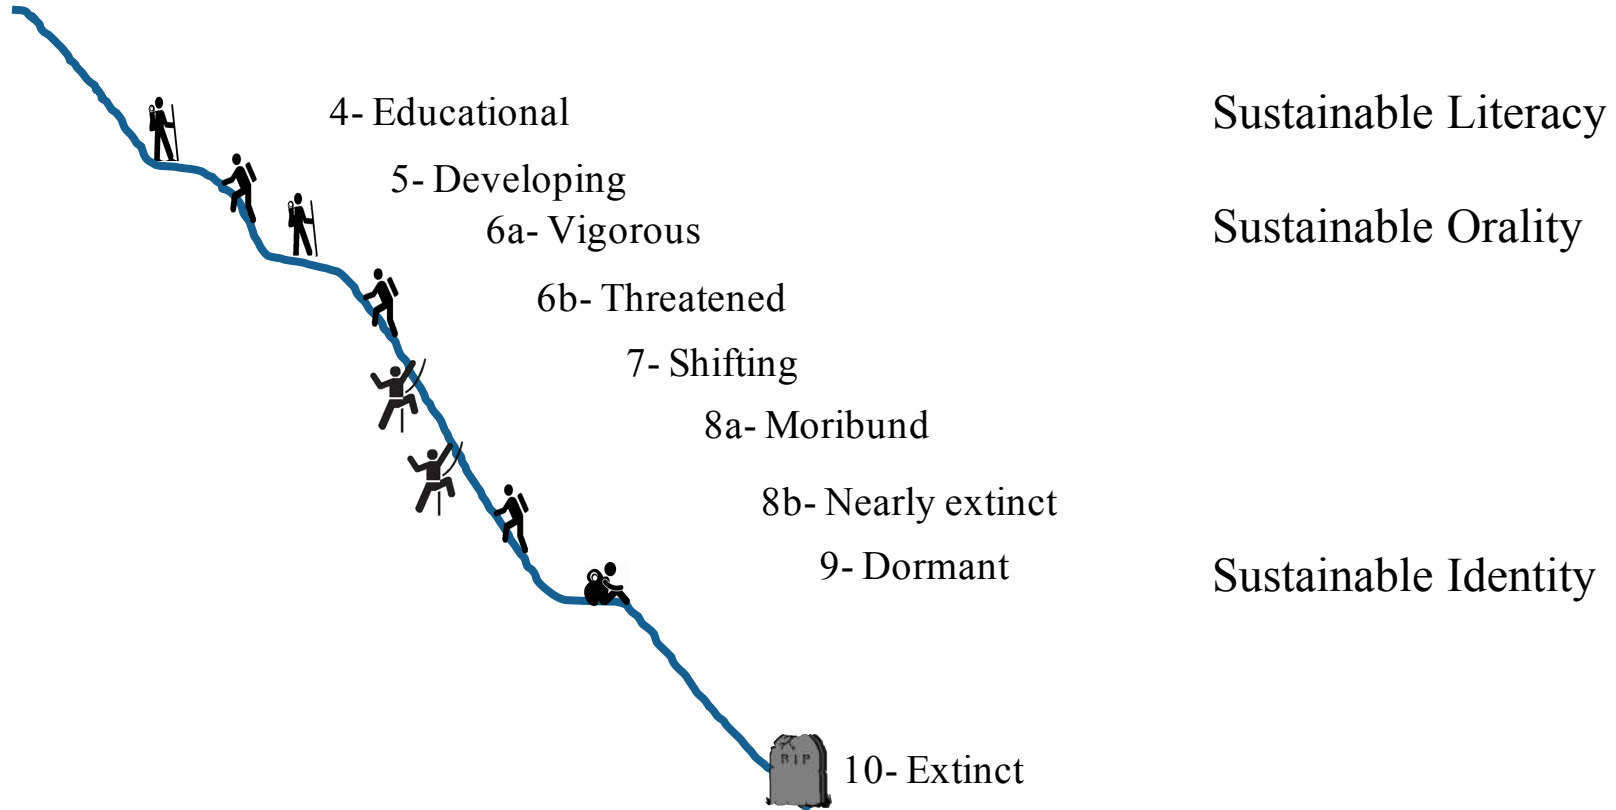 4- Educational
Sustainable Literacy
5- Developing
6a- Vigorous
Sustainable Orality
6b- Threatened
7- Shifting
8a- Moribund
8b- Nearly extinct
9- Dormant
Sustainable Identity
RIP
10- Extinct